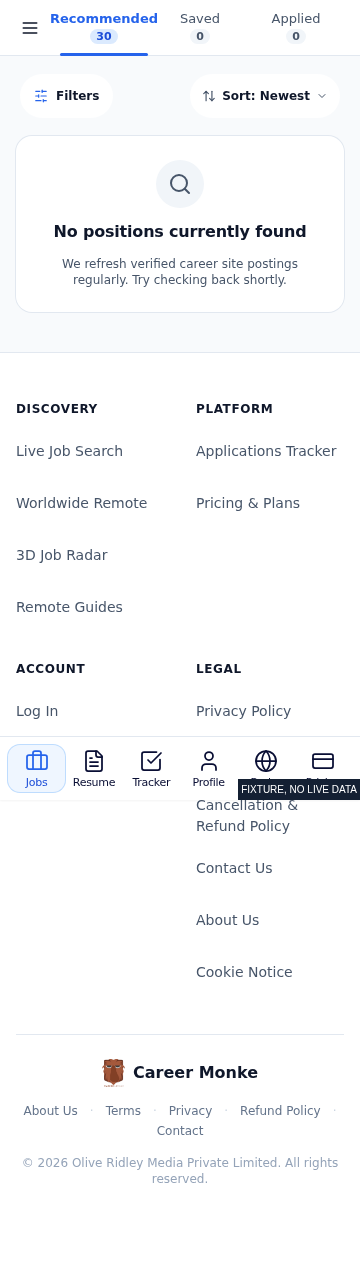 Recommended
30
Saved
0
Applied
0
Filters
Sort: Newest
No positions currently found
We refresh verified career site postings
regularly. Try checking back shortly.
DISCOVERY
Live Job Search
Worldwide Remote
3D Job Radar
Remote Guides
PLATFORM
Applications Tracker
Pricing & Plans
ACCOUNT
Log In
LEGAL
Privacy Policy
Jobs
Resume
Tracker
Profile
FIXTURE, NO LIVE DATA
Cancellation &
Refund Policy
Contact Us
About Us
Cookie Notice
Career Monke
About Us · Terms · Privacy · Refund Policy ·
Contact
© 2026 Olive Ridley Media Private Limited. All rights
reserved.